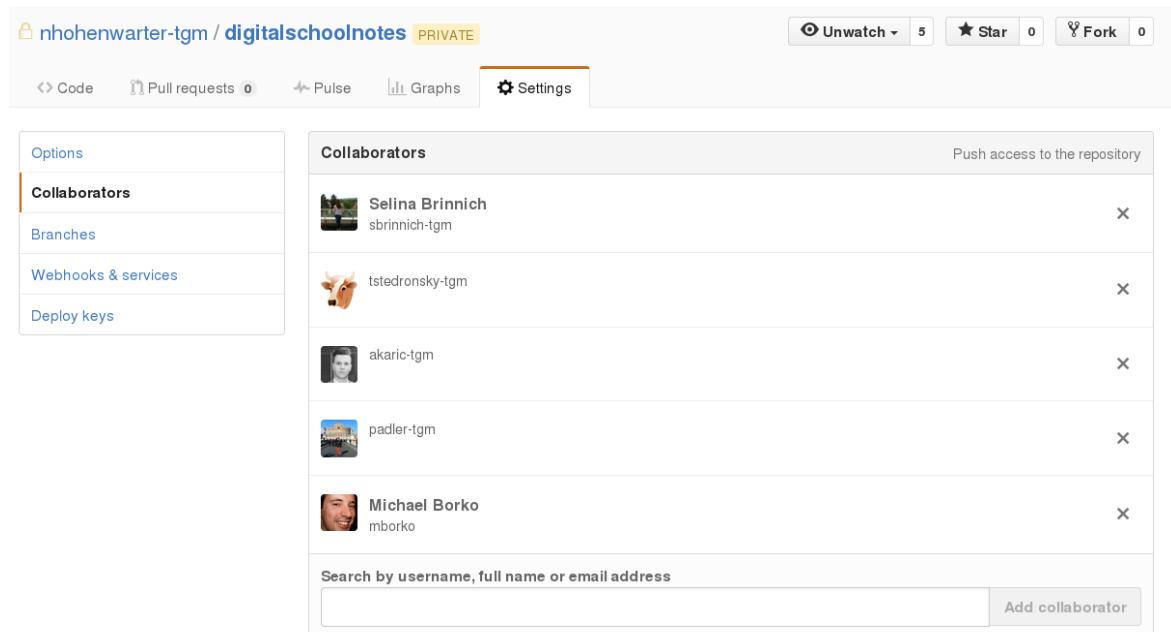 nhohenwarter-tgm / digitalschoolnotes PRIVATE
Unwatch 5 Star 0 Fork 0
Code Pull requests 0 Pulse Graphs Settings
Options
Collaborators
Branches
Webhooks & services
Deploy keys
Collaborators Push access to the repository
Selina Brinnich
sbrinnich-tgm
tstedronsky-tgm
akaric-tgm
padler-tgm
Michael Borko
mborko
Search by username, full name or email address
Add collaborator